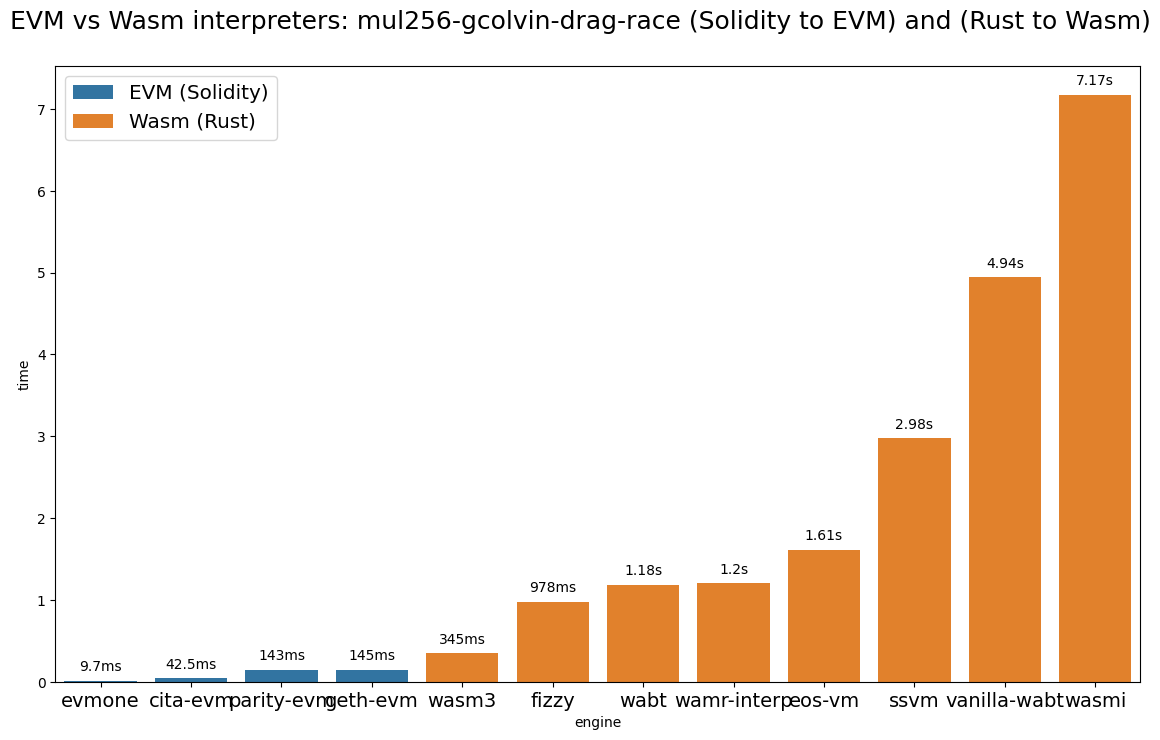 EVM vs Wasm interpreters: mul256-gcolvin-drag-race (Solidity to EVM) and (Rust to Wasm)
EVM (Solidity)
Wasm (Rust)
7.17s
4.94s
2.98s
1.61s
1.2s
1.18s
978ms
345ms
145ms
143ms
42.5ms
9.7ms
7
6
5
4
3
2
1
0
time
evmone cita-evm parity-evm geth-evm wasm3 fizzy wabt wamr-interp eos-vm ssvm vanilla-wabt wasmi
engine